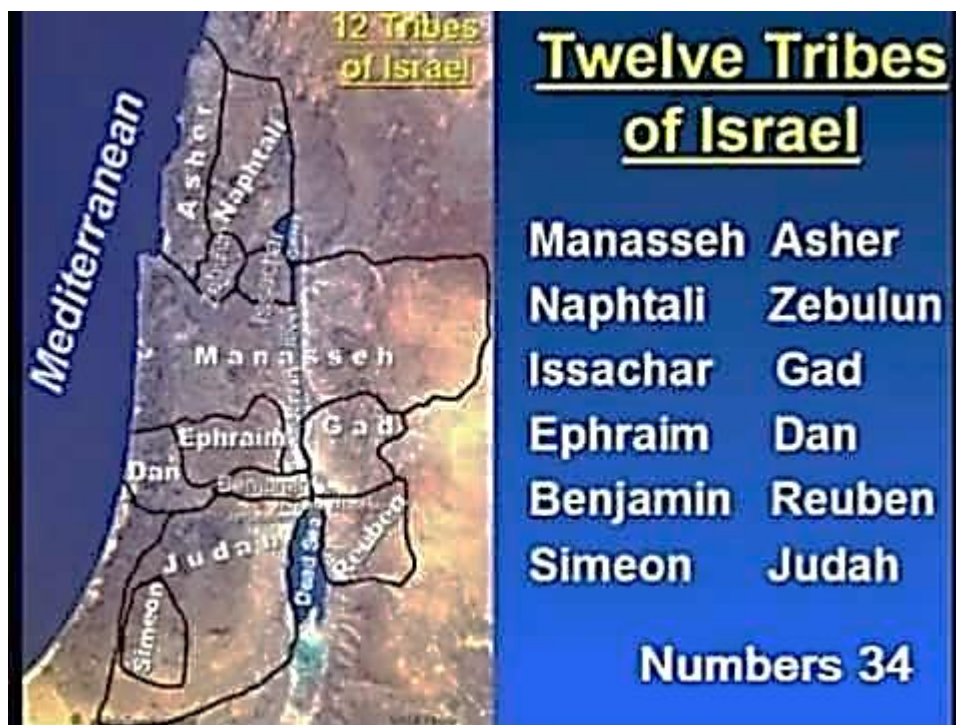 12 Tribes
of Israel
Mediterranean
Asher
Naphtali
Manasseh
Ephraim
Gad
Dan
Judah
Dead Sea
Reuben
Simeon
Twelve Tribes
of Israel
Manasseh Asher
Naphtali Zebulun
Issachar Gad
Ephraim Dan
Benjamin Reuben
Simeon Judah
Numbers 34